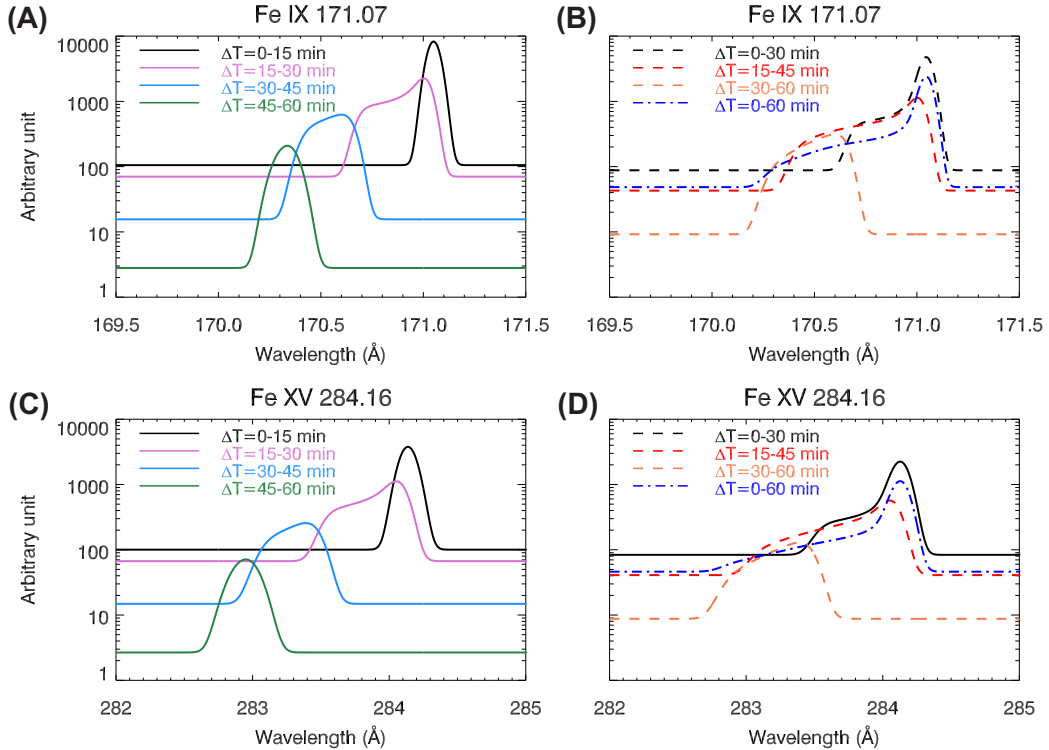 (A)
Fe IX 171.07
Arbitrary unit
10000
1000
100
10
1
ΔT=0-15 min
ΔT=15-30 min
ΔT=30-45 min
ΔT=45-60 min
169.5 170.0 170.5 171.0 171.5
Wavelength (Å)
(B)
Fe IX 171.07
ΔT=0-30 min
ΔT=15-45 min
ΔT=30-60 min
ΔT=0-60 min
169.5 170.0 170.5 171.0 171.5
Wavelength (Å)
(C)
Fe XV 284.16
Arbitrary unit
10000
1000
100
10
1
ΔT=0-15 min
ΔT=15-30 min
ΔT=30-45 min
ΔT=45-60 min
282 283 284 285
Wavelength (Å)
(D)
Fe XV 284.16
ΔT=0-30 min
ΔT=15-45 min
ΔT=30-60 min
ΔT=0-60 min
282 283 284 285
Wavelength (Å)